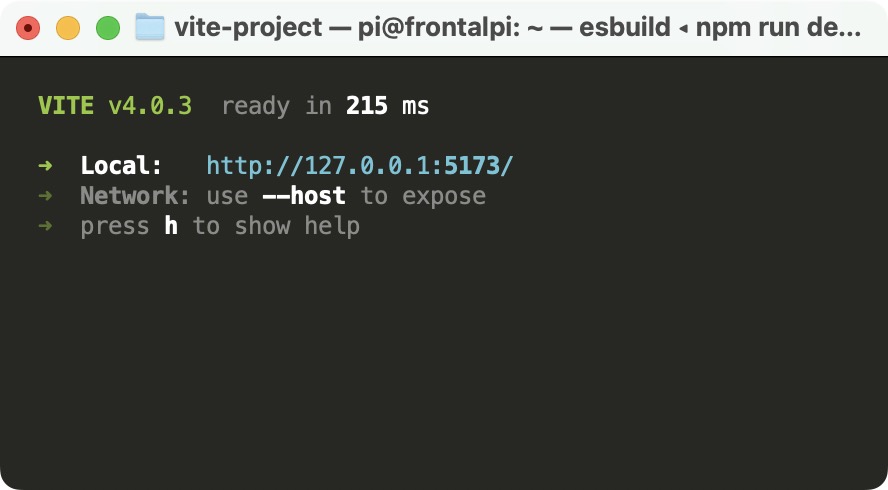 vite-project — pi@frontalpi: ~ — esbuild ◂ npm run de...
VITE v4.0.3  ready in 215 ms
➜  Local:   http://127.0.0.1:5173/
➜  Network: use --host to expose
➜  press h to show help